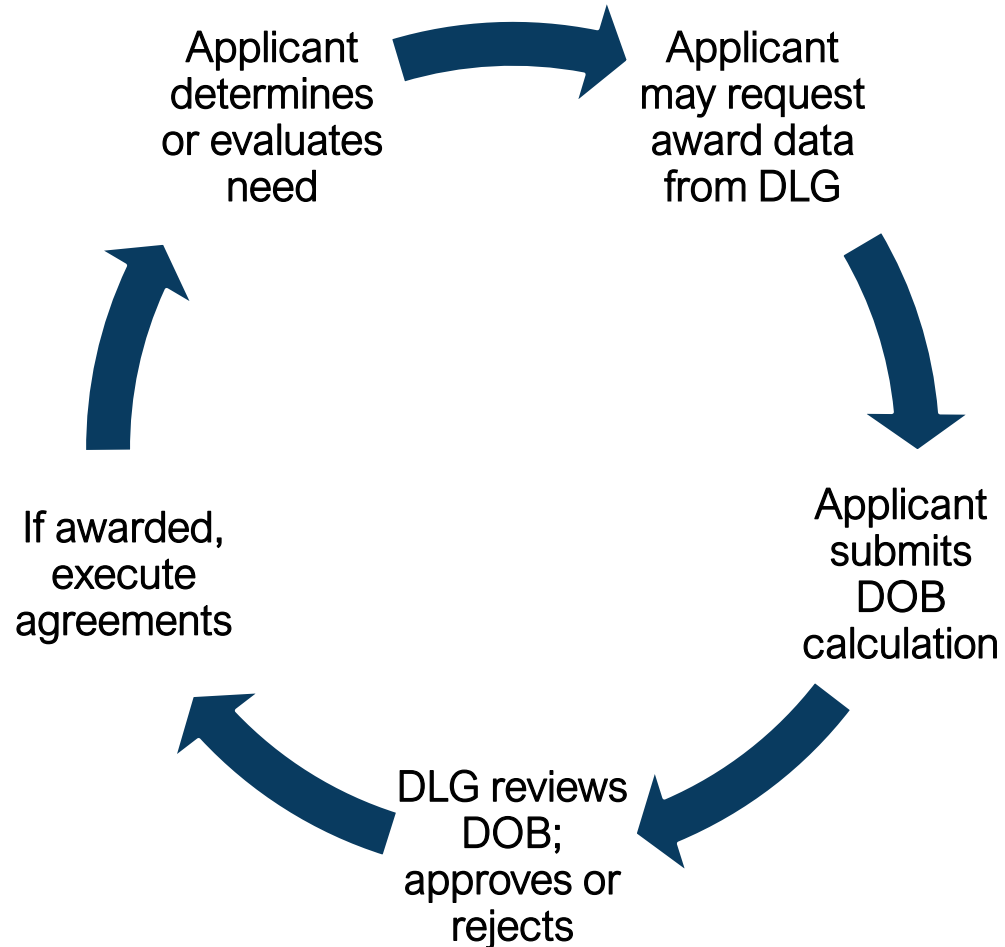 Applicant
determines
or evaluates
need
Applicant
may request
award data
from DLG
Applicant
submits
DOB
calculation
DLG reviews
DOB;
approves or
rejects
If awarded,
execute
agreements